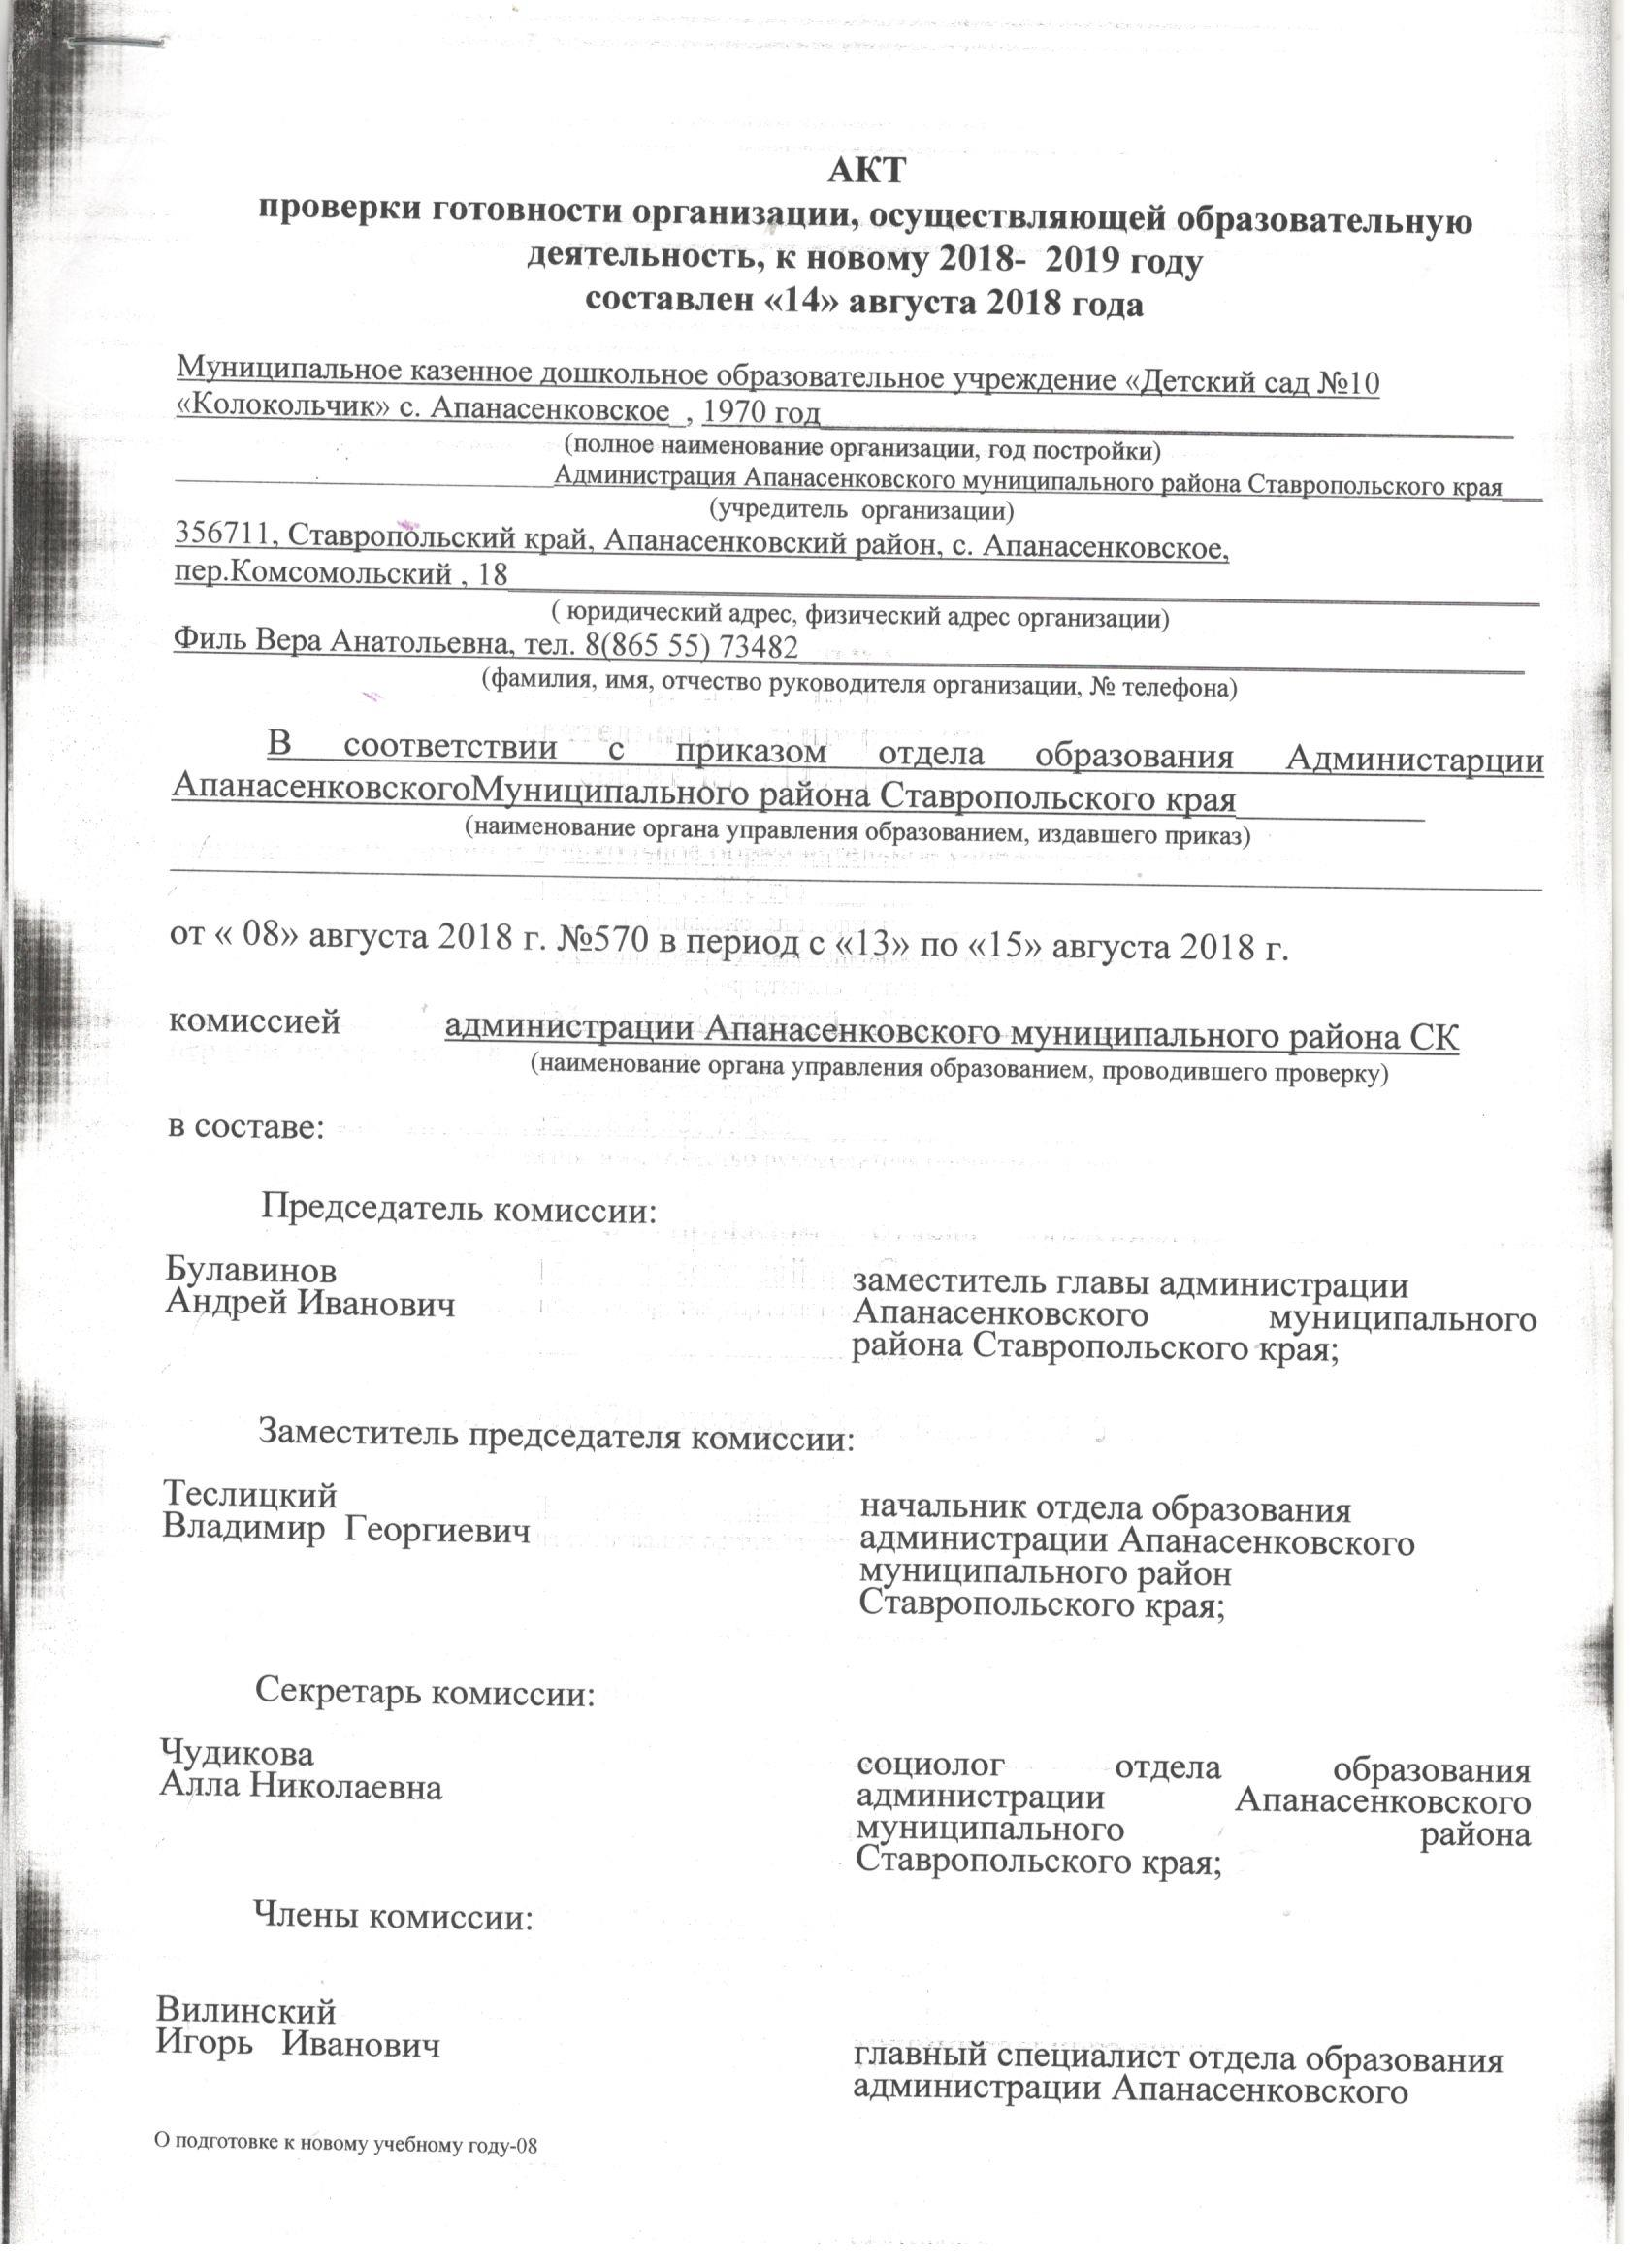 АКТ
проверки готовности организации, осуществляющей образовательную
деятельность, к новому 2018- 2019 году
составлен «14» августа 2018 года
Муниципальное казенное дошкольное образовательное учреждение «Детский сад №10
«Колокольчик» с. Апанасенковское_ , 1970 год
(полное наименование организации, год постройки)
Администрация Апанасенковского муниципального района Ставропольского края
(учредитель организации)
356711, Ставропольский край, Апанасенковский район, с. Апанасенковское,
пер.Комсомольский , 18
( юридический адрес, физический адрес организации)
Филь Вера Анатольевна, тел. 8(865 55) 73482
(фамилия, имя, отчество руководителя организации, № телефона)
В соответствии с приказом отдела образования Администарции
АпанасенковскогоМуниципального района Ставропольского края
(наименование органа управления образованием, издавшего приказ)
от « 08» августа 2018 г. №570 в период с «13» по «15» августа 2018 г.
комиссией администрации Апанасенковского муниципального района СК
(наименование органа управления образованием, проводившего проверку)
в составе:
Председатель комиссии:
Булавинов
Андрей Иванович
заместитель главы администрации
Апанасенковского муниципального
района Ставропольского края;
Заместитель председателя комиссии:
Теслицкий
Владимир Георгиевич
начальник отдела образования
администрации Апанасенковского
муниципального район
Ставропольского края;
Секретарь комиссии:
Чудикова
Алла Николаевна
социолог отдела образования
администрации Апанасенковского
муниципального района
Ставропольского края;
Члены комиссии:
Вилинский
Игорь Иванович
главный специалист отдела образования
администрации Апанасенковского
О подготовке к новому учебному году-08